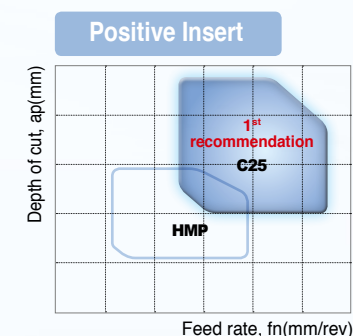 Positive Insert
Depth of cut, ap(mm)
1st
recommendation
C25
HMP
Feed rate, fn(mm/rev)